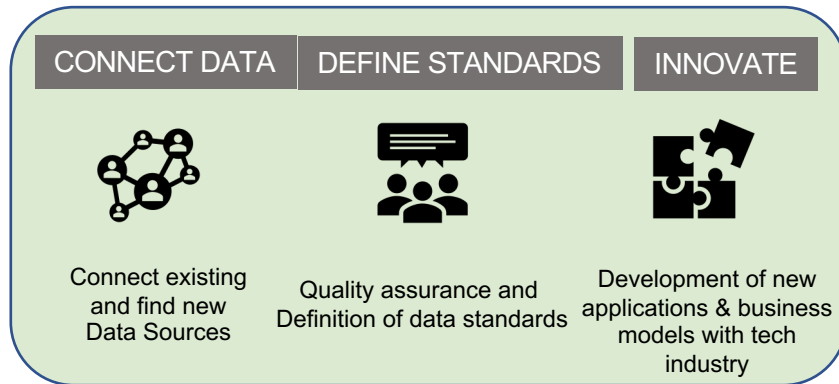 CONNECT DATA
DEFINE STANDARDS
INNOVATE
Connect existing
and find new
Data Sources
Quality assurance and
Definition of data standards
Development of new
applications & business
models with tech
industry